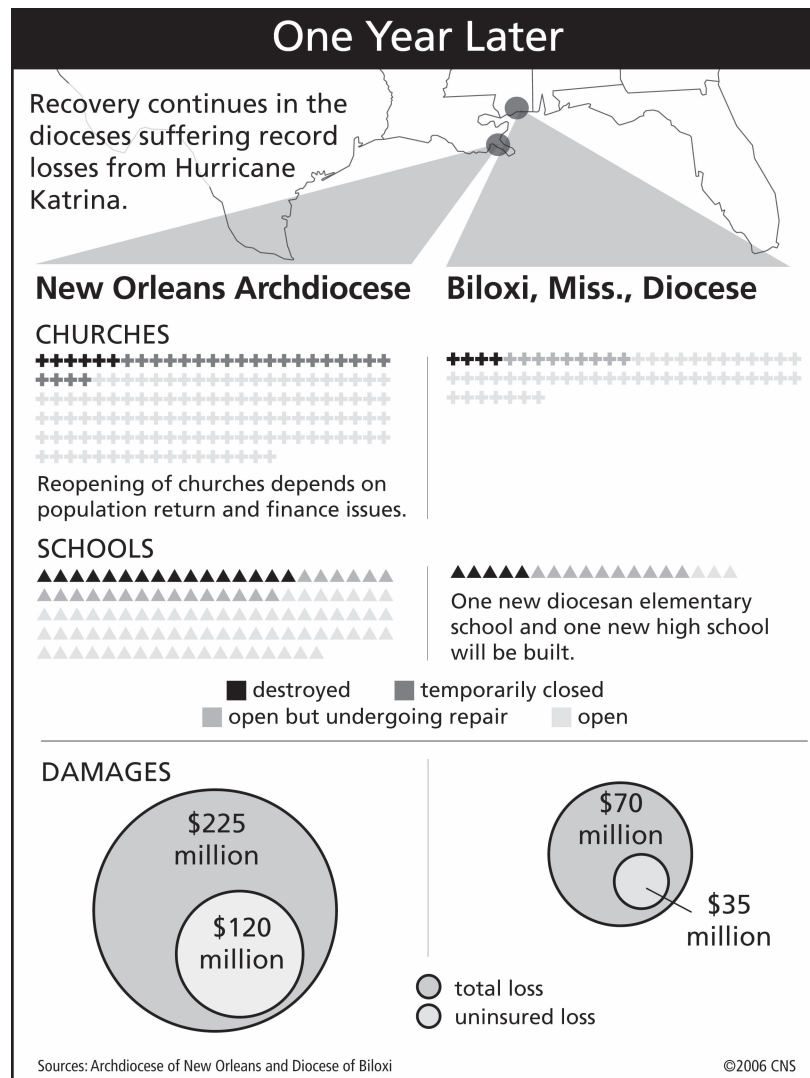 One Year Later
Recovery continues in the
dioceses suffering record
losses from Hurricane
Katrina.
New Orleans Archdiocese
Biloxi, Miss., Diocese
CHURCHES
Reopening of churches depends on
population return and finance issues.
SCHOOLS
One new diocesan elementary
school and one new high school
will be built.
destroyed
temporarily closed
open but undergoing repair
open
DAMAGES
$225
million
$120
million
$70
million
$35
million
total loss
uninsured loss
Sources: Archdiocese of New Orleans and Diocese of Biloxi
©2006 CNS